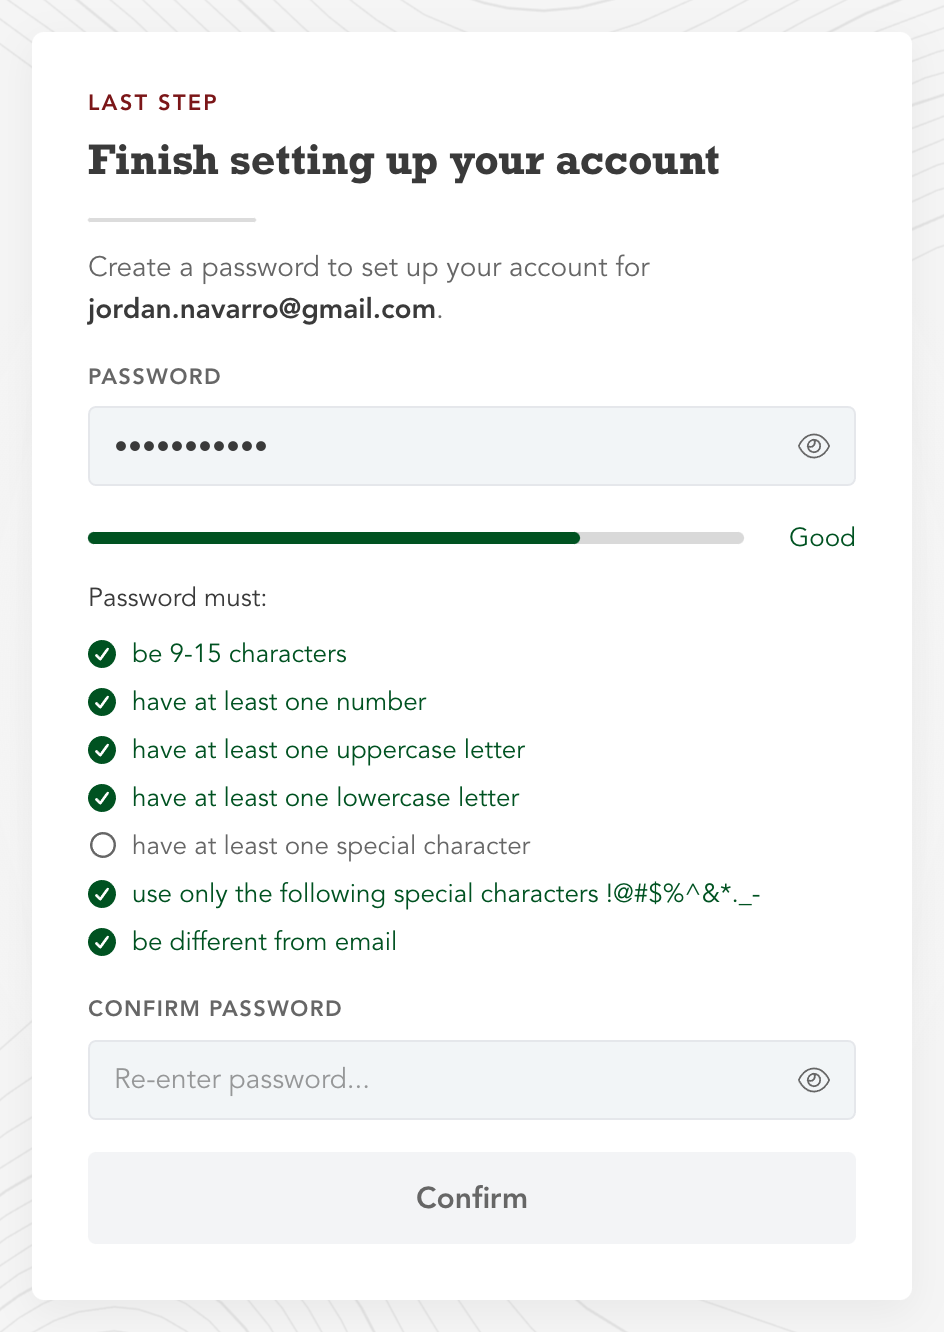 LAST STEP
Finish setting up your account
Create a password to set up your account for
jordan.navarro@gmail.com.
PASSWORD
•••••••••••
Good
Password must:
be 9-15 characters
have at least one number
have at least one uppercase letter
have at least one lowercase letter
have at least one special character
use only the following special characters !@#$%^&*._-
be different from email
CONFIRM PASSWORD
Re-enter password...
Confirm